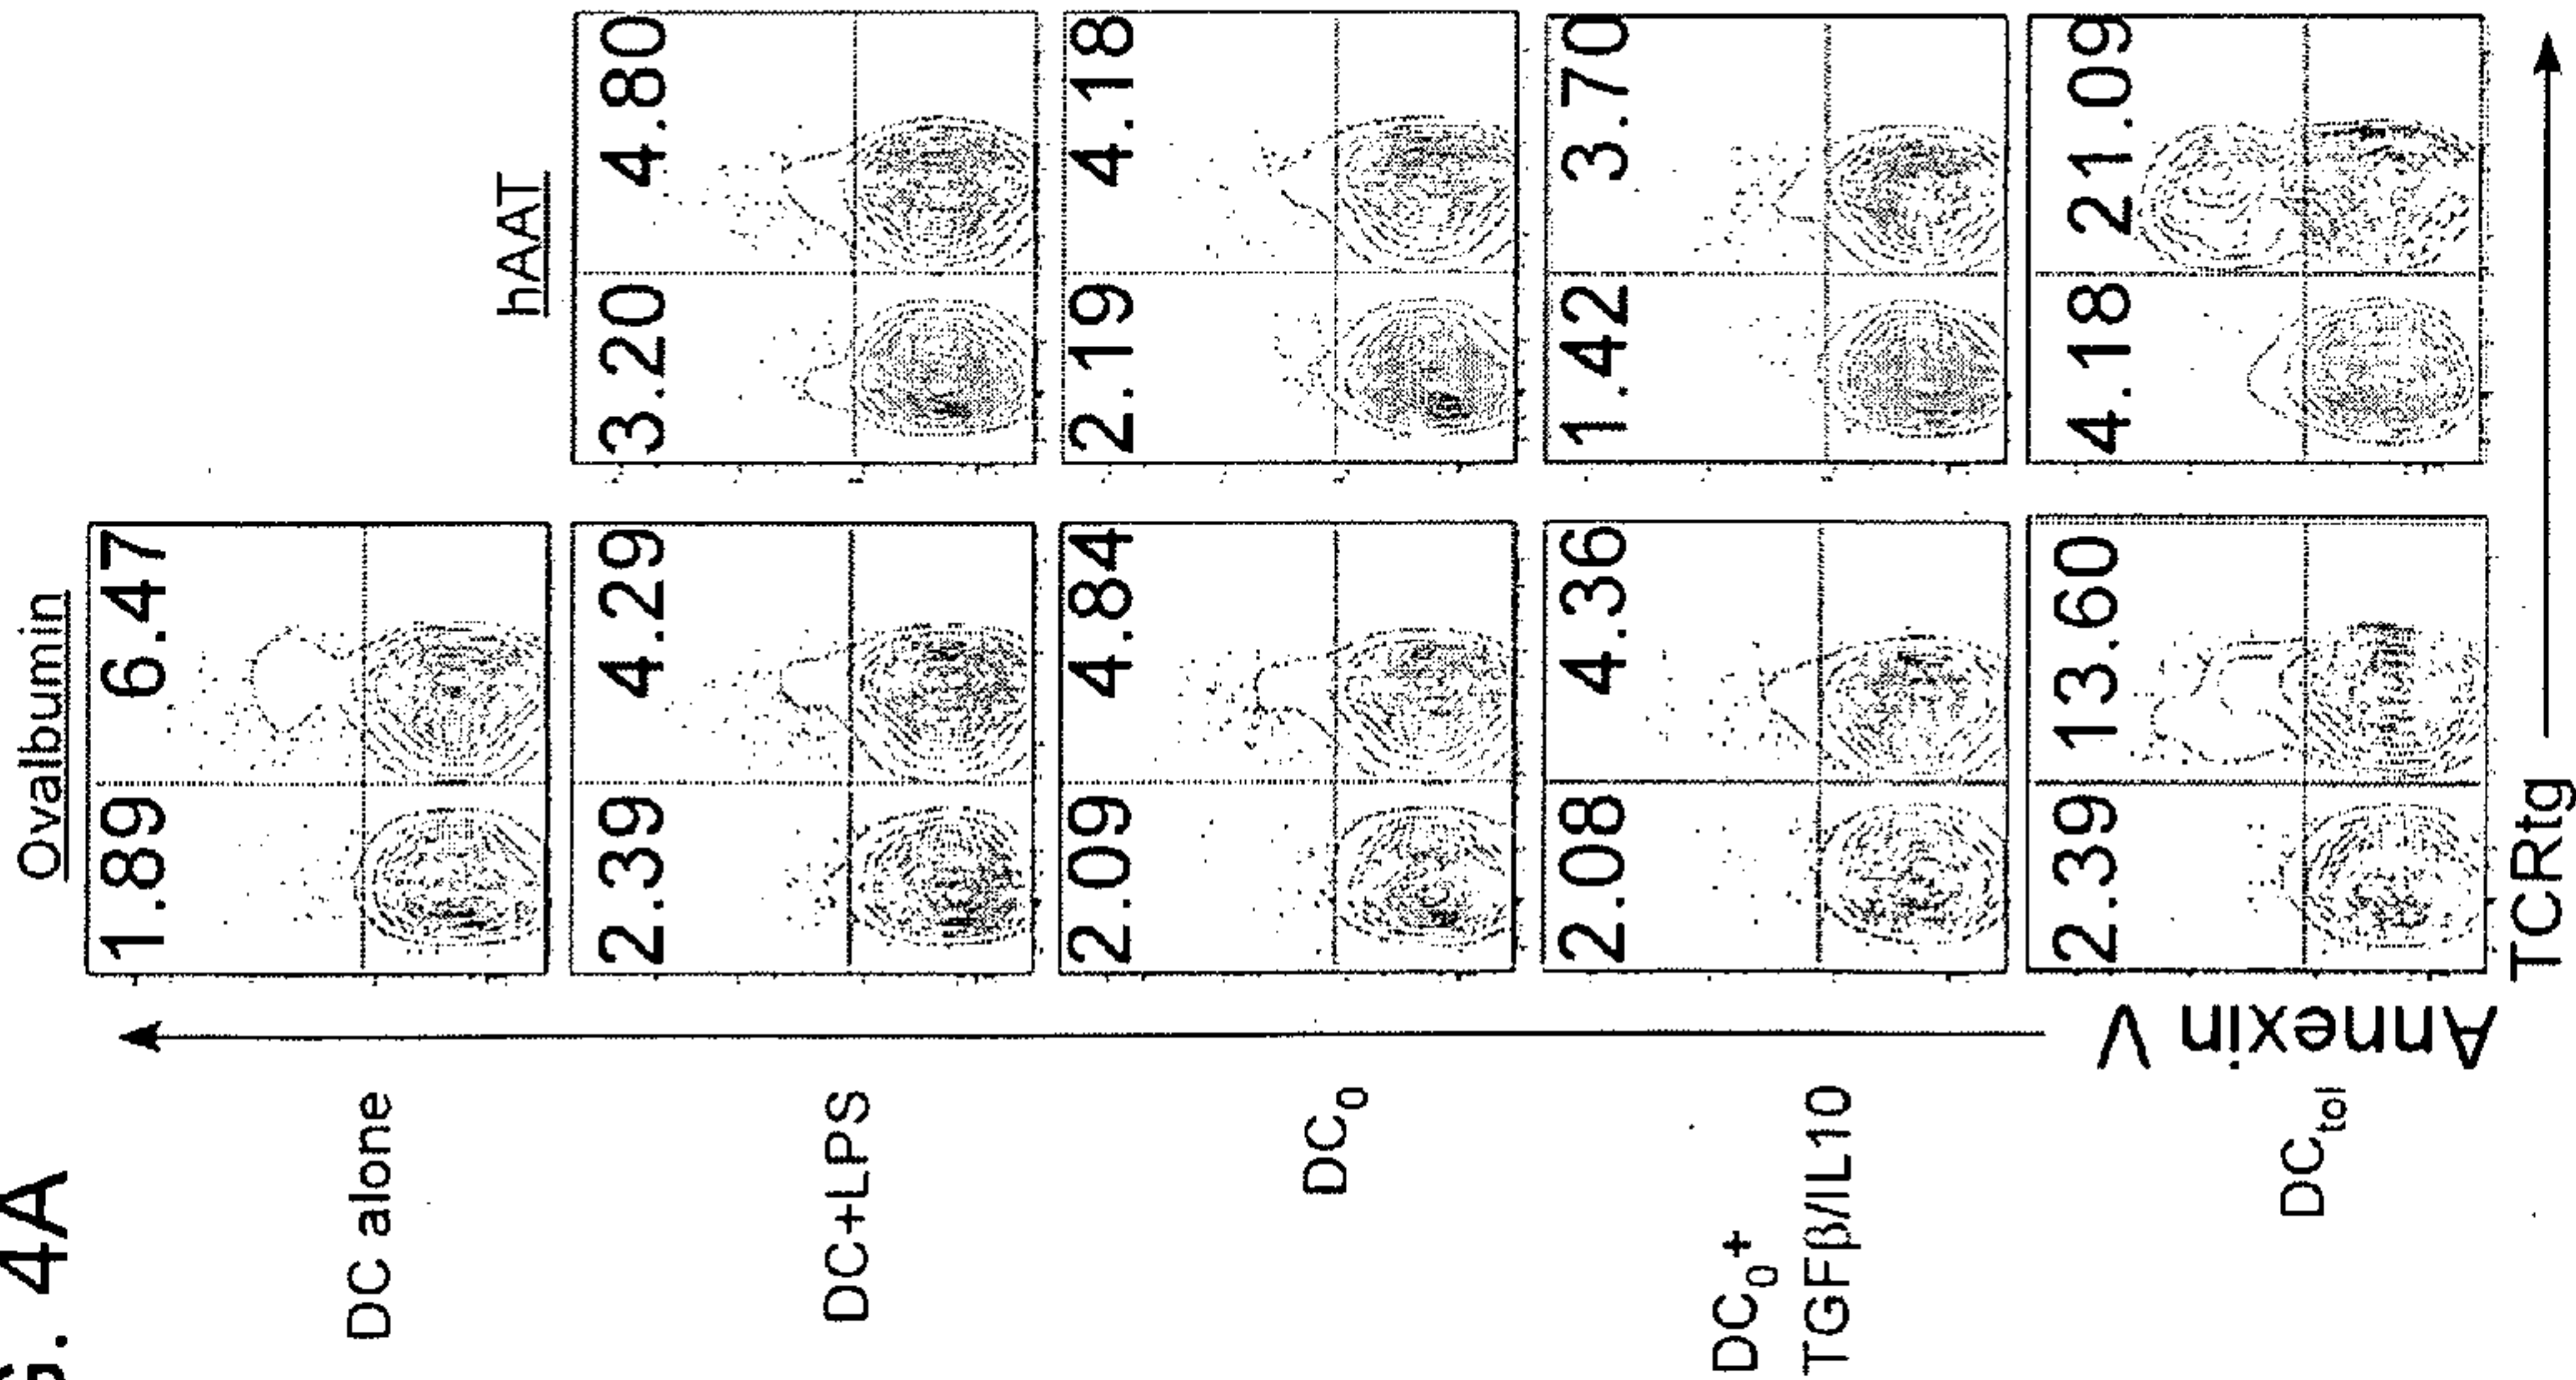 G. 4A
Ovalbumin
hAAT
DC alone
1.89 6.47
DC+LPS
2.39 4.29
3.20 4.80
DC0
2.09 4.84
2.19 4.18
DC0+
TGFβ/IL10
2.08 4.36
1.42 3.70
DCtol
2.39 13.60
4.18 21.09
Annexin V
TCRtg